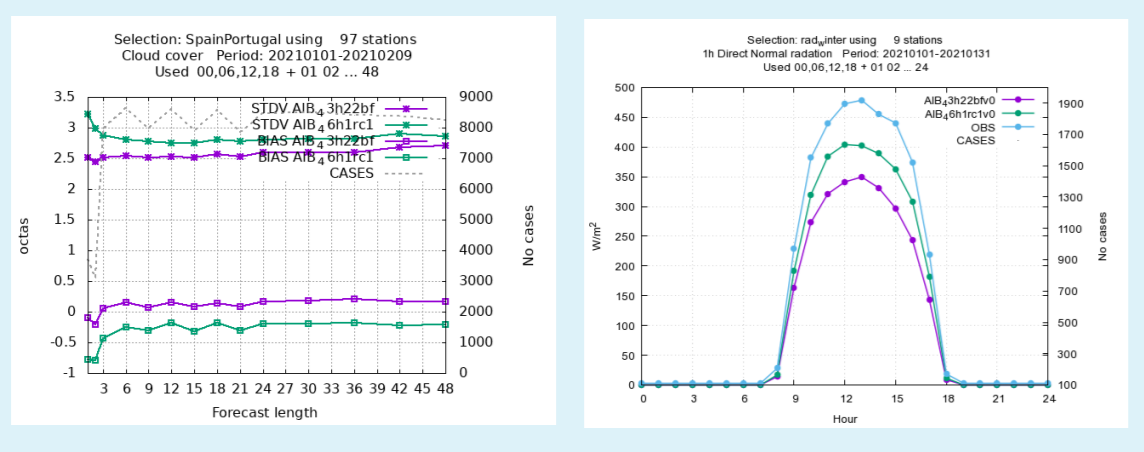 Selection: SpainPortugal using 97 stations
Cloud cover Period: 20210101-20210209
Used 00,06,12,18 + 01 02 ... 48
3.5
3
2.5
2
1.5
1
0.5
0
-0.5
-1
octas
STDV AIB4 3h22bf
STDV AIB4 6h1rc1
BIAS AIB4 3h22bf
BIAS AIB4 6h1rc1
CASES
9000
8000
7000
6000
5000
4000
3000
2000
1000
0
No cases
3 6 9 12 15 18 21 24 27 30 33 36 39 42 45 48
Forecast length
Selection: radwinter using 9 stations
1h Direct Normal radation Period: 20210101-20210131
Used 00,06,12,18 + 01 02 ... 24
500
450
400
350
300
250
200
150
100
50
0
W/m²
AIB43h22bfv0
AIB46h1rc1v0
OBS
CASES
1900
1700
1500
1300
1100
900
700
500
300
100
No cases
0 3 6 9 12 15 18 21 24
Hour